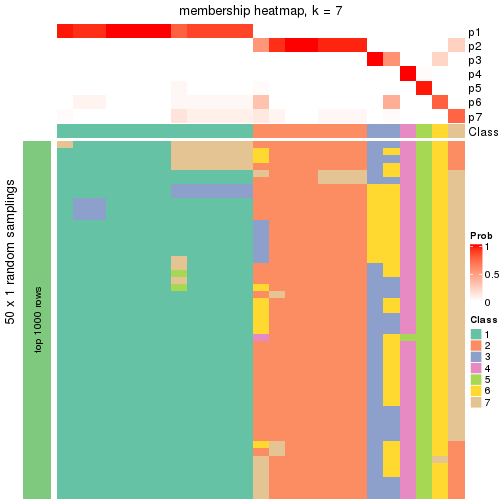 membership heatmap, k = 7
p1
p2
p3
p4
p5
p6
p7
Class
50 x 1 random samplings
top 1000 rows
Prob
1
0.5
0
Class
1
2
3
4
5
6
7